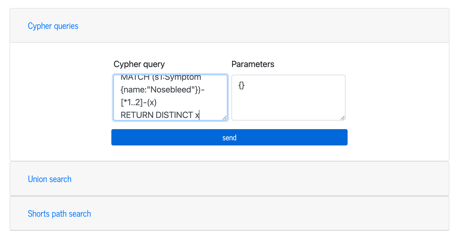 Cypher queries
Cypher query
Parameters
MATCH (s1:Symptom
{name:"Nosebleed"})-
[*1..2]-(x)
RETURN DISTINCT x
{}
send
Union search
Shorts path search